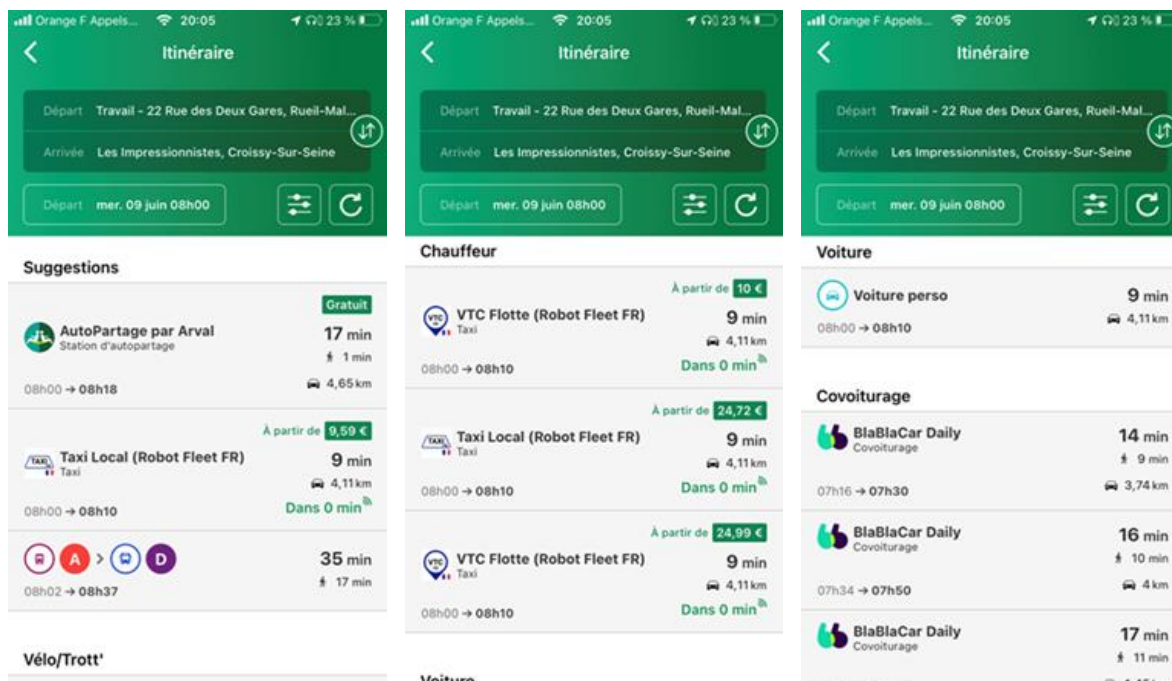 Orange F Appels... 20:05 23 %
Itinéraire
Départ Travail - 22 Rue des Deux Gares, Rueil-Mal...
Arrivée Les Impressionnistes, Croissy-Sur-Seine
Départ mer. 09 juin 08h00
Suggestions
Gratuit
AutoPartage par Arval 17 min
Station d'autopartage
1 min
08h00 → 08h18 4,65 km
À partir de 9,59 €
Taxi Local (Robot Fleet FR) 9 min
TAXI Taxi
4,11 km
08h00 → 08h10 Dans 0 min
A > D 35 min
08h02 → 08h37 17 min
Vélo/Trott'
Orange F Appels... 20:05 23 %
Itinéraire
Départ Travail - 22 Rue des Deux Gares, Rueil-Mal...
Arrivée Les Impressionnistes, Croissy-Sur-Seine
Départ mer. 09 juin 08h00
Chauffeur
À partir de 10 €
VTC VTC Flotte (Robot Fleet FR) 9 min
Taxi
4,11 km
08h00 → 08h10 Dans 0 min
À partir de 24,72 €
Taxi Local (Robot Fleet FR) 9 min
TAXI Taxi
4,11 km
08h00 → 08h10 Dans 0 min
À partir de 24,99 €
VTC VTC Flotte (Robot Fleet FR) 9 min
Taxi
4,11 km
08h00 → 08h10 Dans 0 min
Voiture
Orange F Appels... 20:05 23 %
Itinéraire
Départ Travail - 22 Rue des Deux Gares, Rueil-Mal...
Arrivée Les Impressionnistes, Croissy-Sur-Seine
Départ mer. 09 juin 08h00
Voiture
Voiture perso 9 min
08h00 → 08h10 4,11 km
Covoiturage
BlaBlaCar Daily 14 min
Covoiturage 9 min
07h16 → 07h30 3,74 km
BlaBlaCar Daily 16 min
Covoiturage 10 min
07h34 → 07h50 4 km
BlaBlaCar Daily 17 min
Covoiturage 11 min